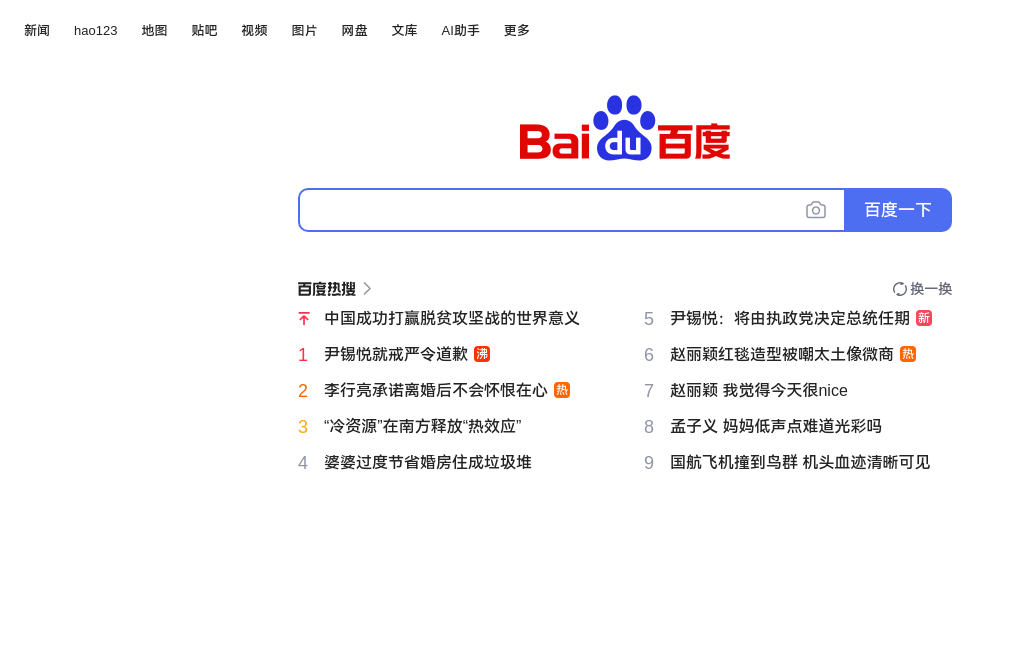 新闻 hao123 地图 贴吧 视频 图片 网盘 文库 AI助手 更多
Bai du 百度
百度一下
百度热搜 换一换
中国成功打赢脱贫攻坚战的世界意义
1 尹锡悦就戒严令道歉 沸
2 李行亮承诺离婚后不会怀恨在心 热
3 “冷资源”在南方释放“热效应”
4 婆婆过度节省婚房住成垃圾堆
5 尹锡悦：将由执政党决定总统任期 新
6 赵丽颖红毯造型被嘲太土像微商 热
7 赵丽颖 我觉得今天很nice
8 孟子义 妈妈低声点难道光彩吗
9 国航飞机撞到鸟群 机头血迹清晰可见